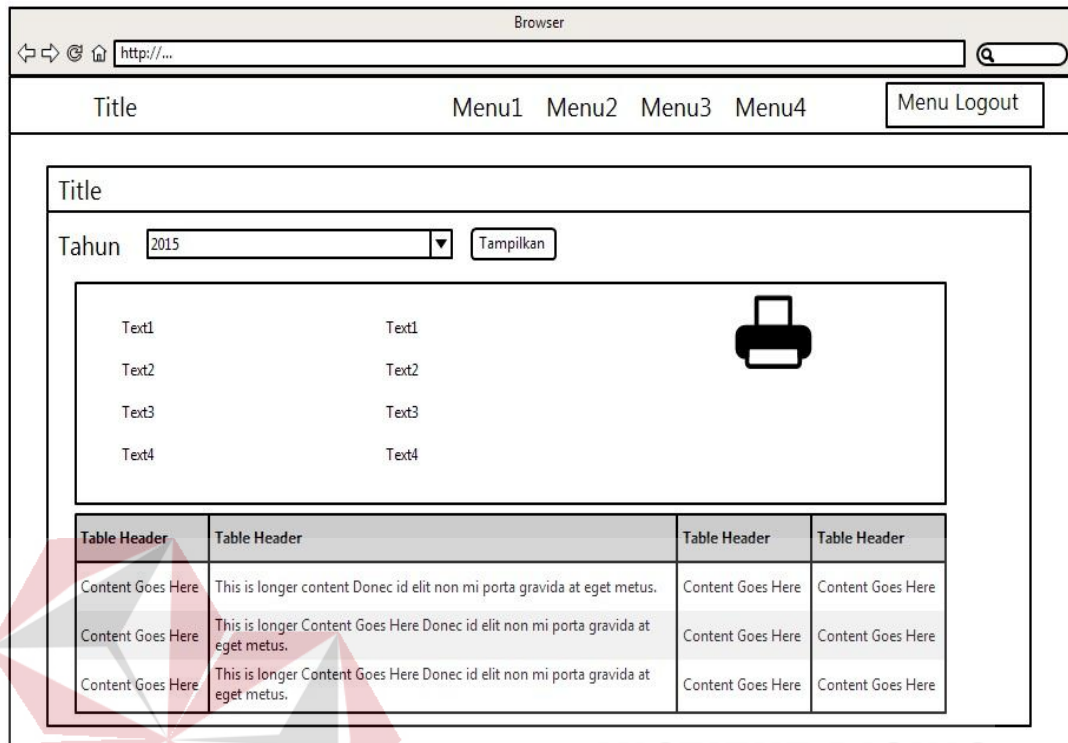 Browser
http://...
Title Menu1 Menu2 Menu3 Menu4 Menu Logout
Title
Tahun 2015 Tampilkan
Text1 Text1
Text2 Text2
Text3 Text3
Text4 Text4
Table Header Table Header Table Header Table Header
Content Goes Here This is longer content Donec id elit non mi porta gravida at eget metus. Content Goes Here Content Goes Here
Content Goes Here This is longer Content Goes Here Donec id elit non mi porta gravida at
eget metus. Content Goes Here Content Goes Here
Content Goes Here This is longer Content Goes Here Donec id elit non mi porta gravida at
eget metus. Content Goes Here Content Goes Here